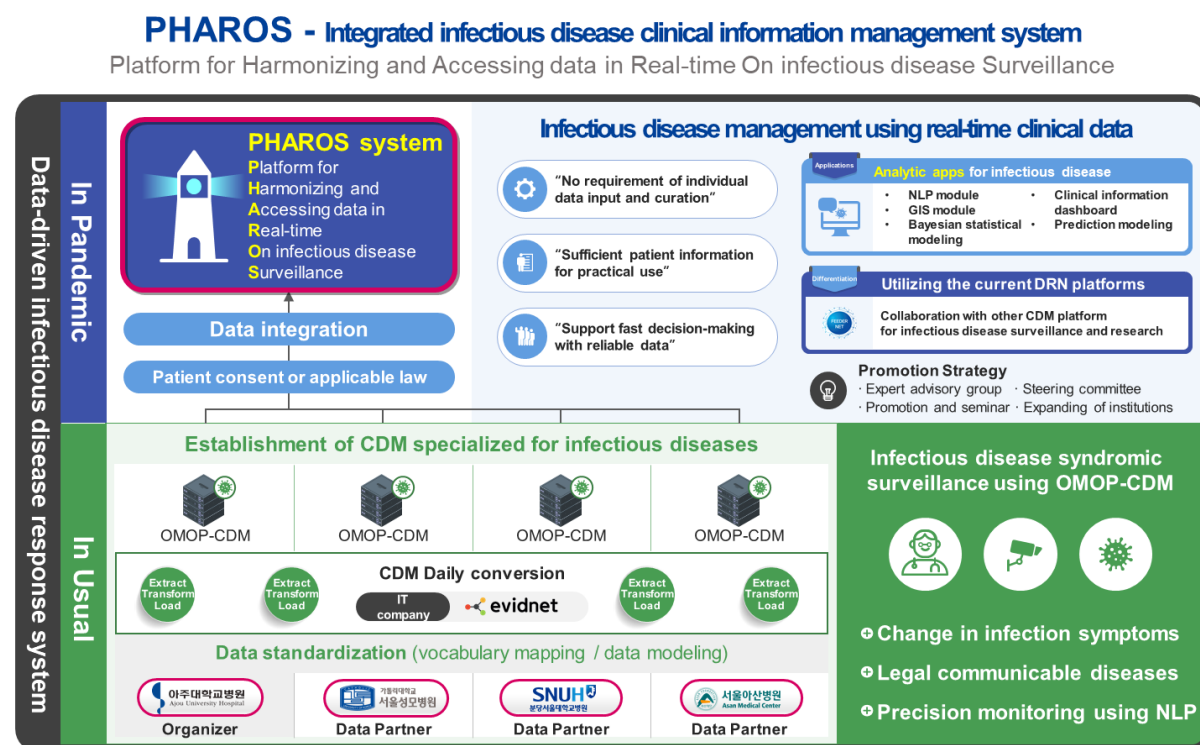 PHAROS - Integrated infectious disease clinical information management system
Platform for Harmonizing and Accessing data in Real-time On infectious disease Surveillance
Data-driven infectious disease response system
In Pandemic
PHAROS system
Platform for
Harmonizing and
Accessing data in
Real-time
On infectious disease
Surveillance
Data integration
Patient consent or applicable law
Infectious disease management using real-time clinical data
“No requirement of individual
data input and curation”
“Sufficient patient information
for practical use”
“Support fast decision-making
with reliable data”
Applications
Analytic apps for infectious disease
• NLP module
• GIS module
• Bayesian statistical
modeling
• Clinical information
dashboard
• Prediction modeling
Differentiation
Utilizing the current DRN platforms
FEEDER
NET
Collaboration with other CDM platform
for infectious disease surveillance and research
Promotion Strategy
· Expert advisory group · Steering committee
· Promotion and seminar · Expanding of institutions
In Usual
Establishment of CDM specialized for infectious diseases
OMOP-CDM
OMOP-CDM
OMOP-CDM
OMOP-CDM
Extract
Transform
Load
Extract
Transform
Load
CDM Daily conversion
IT
company
evidnet
Extract
Transform
Load
Extract
Transform
Load
Data standardization (vocabulary mapping / data modeling)
아주대학교병원
Ajou University Hospital
Organizer
가톨릭대학교
서울성모병원
Data Partner
SNUH
분당서울대학교병원
Data Partner
서울아산병원
Asan Medical Center
Data Partner
Infectious disease syndromic
surveillance using OMOP-CDM
Change in infection symptoms
Legal communicable diseases
Precision monitoring using NLP